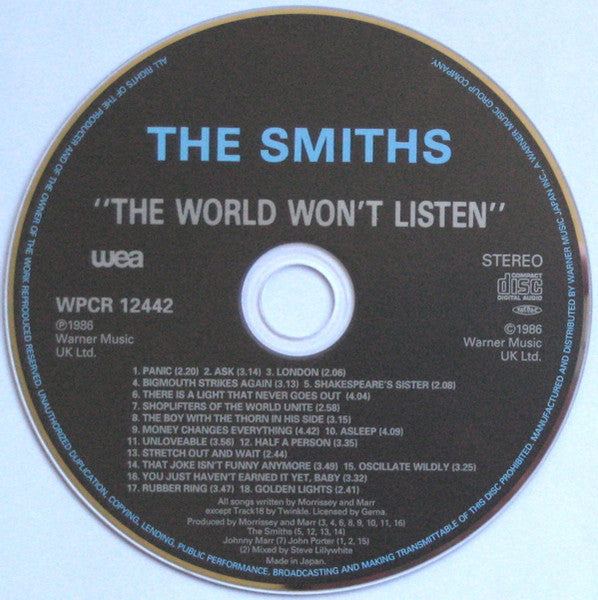 THE SMITHS
"THE WORLD WON'T LISTEN"
wea
STEREO
COMPACT
disc
DIGITAL AUDIO
WPCR 12442
℗1986
Warner Music
UK Ltd.
©1986
Warner Music
UK Ltd.
1. PANIC (2.20) 2. ASK (3.14) 3. LONDON (2.06)
4. BIGMOUTH STRIKES AGAIN (3.13) 5. SHAKESPEARE'S SISTER (2.08)
6. THERE IS A LIGHT THAT NEVER GOES OUT (4.04)
7. SHOPLIFTERS OF THE WORLD UNITE (2.58)
8. THE BOY WITH THE THORN IN HIS SIDE (3.15)
9. MONEY CHANGES EVERYTHING (4.42) 10. ASLEEP (4.09)
11. UNLOVEABLE (3.56) 12. HALF A PERSON (3.35)
13. STRETCH OUT AND WAIT (2.44)
14. THAT JOKE ISN'T FUNNY ANYMORE (3.49) 15. OSCILLATE WILDLY (3.25)
16. YOU JUST HAVEN'T EARNED IT YET, BABY (3.32)
17. RUBBER RING (3.47) 18. GOLDEN LIGHTS (2.41)
All songs written by Morrissey and Marr
except Track18 by Twinkle. Licensed by Gema.
Produced by Morrissey and Marr (3, 4, 6, 8, 9, 10, 11, 16)
The Smiths (5, 12, 13, 14)
Johnny Marr (7) John Porter (1, 2, 15)
(2) Mixed by Steve Lillywhite
Made in Japan.
ALL RIGHTS OF THE PRODUCER AND OF THE OWNER OF THE WORK REPRODUCED RESERVED. UNAUTHORIZED DUPLICATION, COPYING, LENDING, PUBLIC PERFORMANCE, BROADCASTING AND MAKING TRANSMITTABLE OF THIS DISC PROHIBITED. MANUFACTURED AND DISTRIBUTED BY WARNER MUSIC JAPAN INC., A WARNER MUSIC GROUP COMPANY.